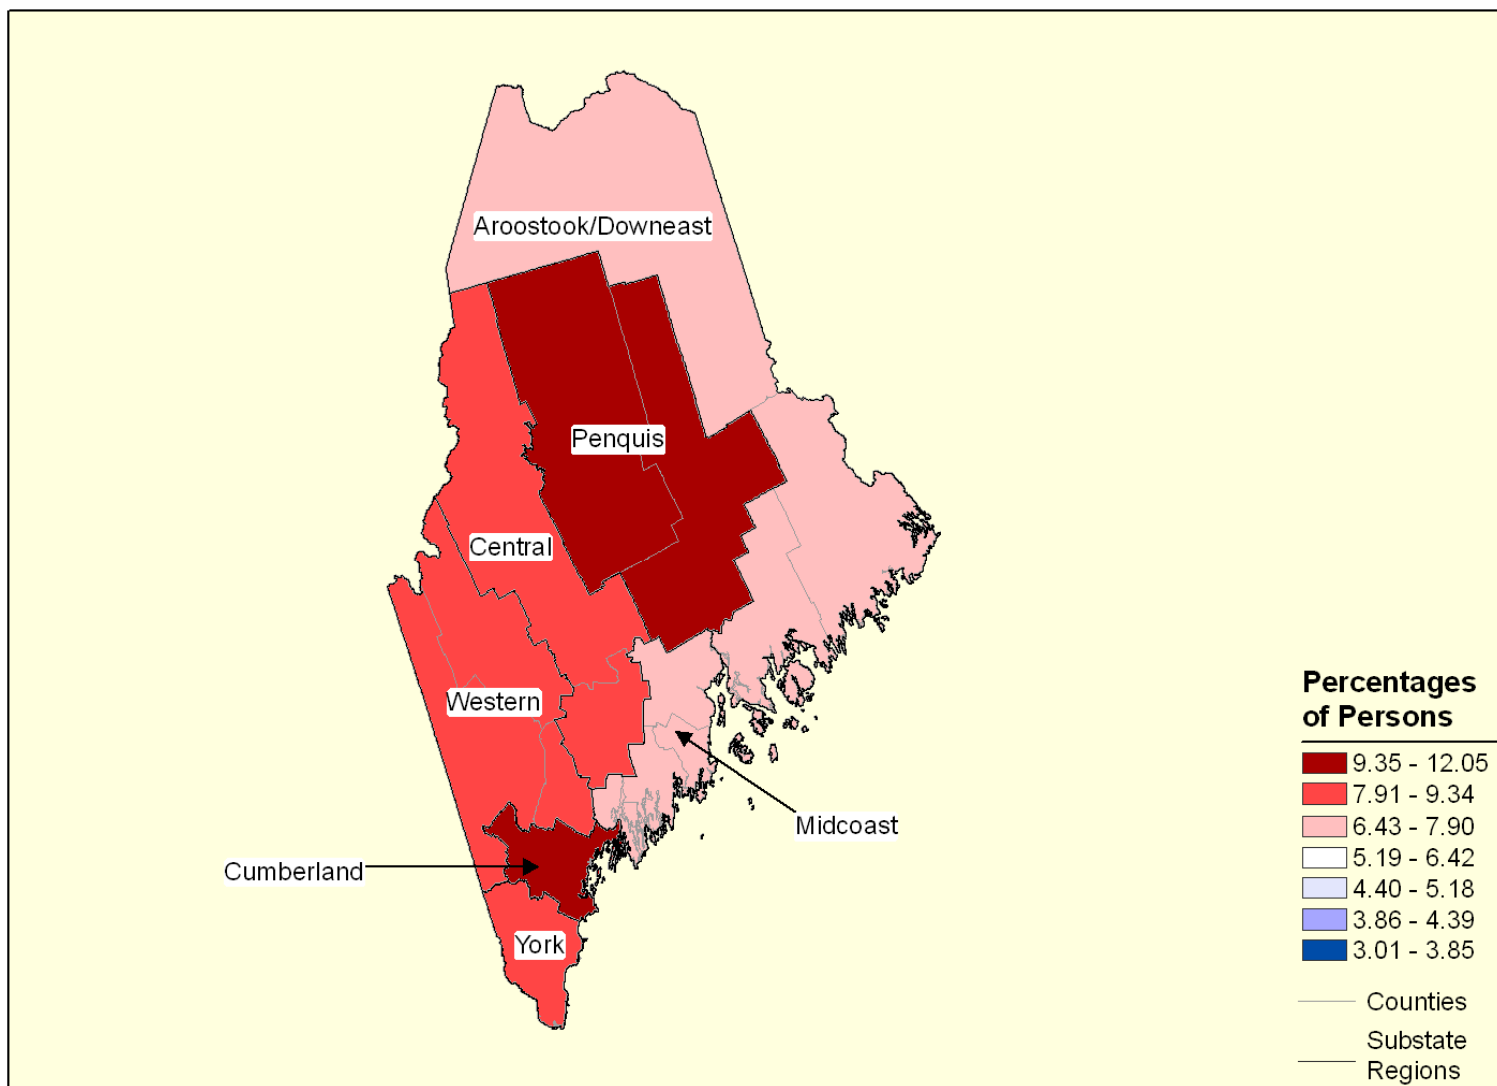 Aroostook/Downeast
Penquis
Central
Western
Midcoast
Cumberland
York
Percentages
of Persons
9.35 - 12.05
7.91 - 9.34
6.43 - 7.90
5.19 - 6.42
4.40 - 5.18
3.86 - 4.39
3.01 - 3.85
Counties
Substate
Regions